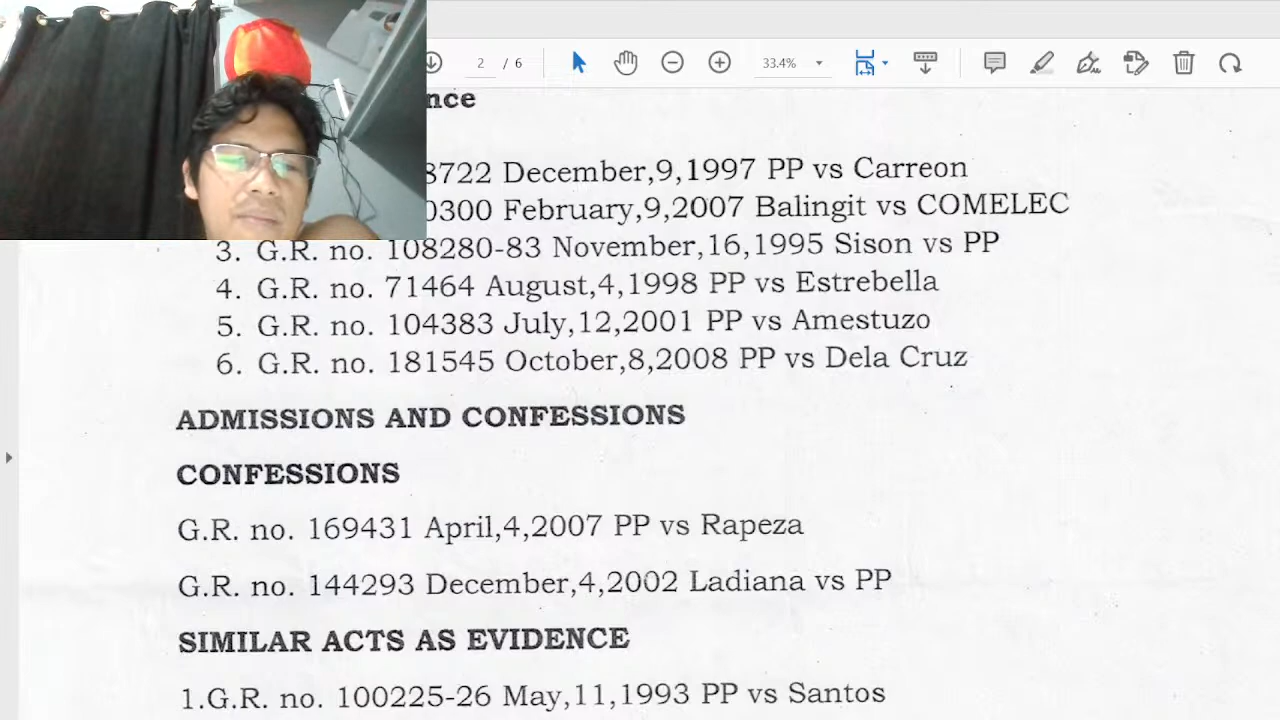 2 / 6 33.4%
nce
8722 December,9,1997 PP vs Carreon
0300 February,9,2007 Balingit vs COMELEC
3. G.R. no. 108280-83 November,16,1995 Sison vs PP
4. G.R. no. 71464 August,4,1998 PP vs Estrebella
5. G.R. no. 104383 July,12,2001 PP vs Amestuzo
6. G.R. no. 181545 October,8,2008 PP vs Dela Cruz
ADMISSIONS AND CONFESSIONS
CONFESSIONS
G.R. no. 169431 April,4,2007 PP vs Rapeza
G.R. no. 144293 December,4,2002 Ladiana vs PP
SIMILAR ACTS AS EVIDENCE
1.G.R. no. 100225-26 May,11,1993 PP vs Santos